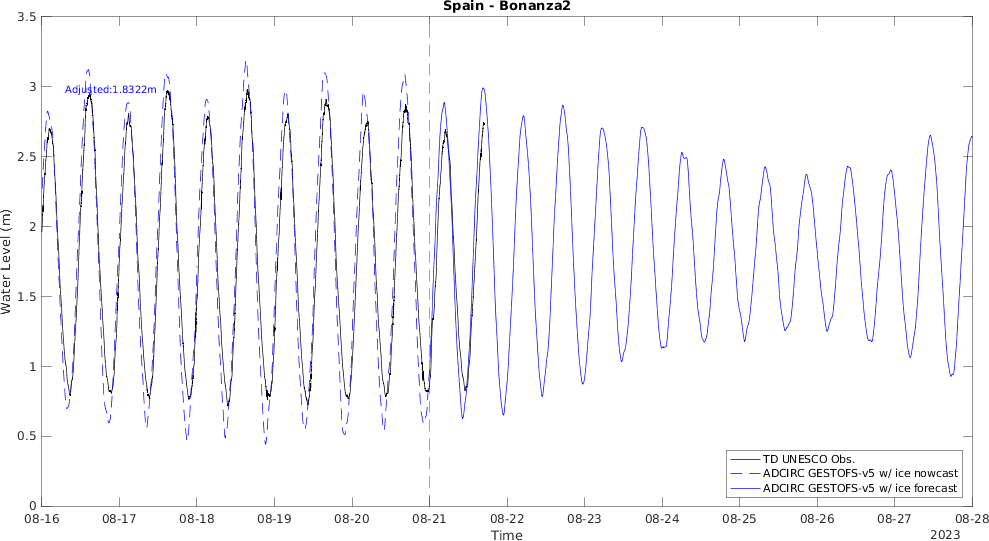 Spain - Bonanza2
3.5
3
2.5
2
1.5
1
0.5
0
Water Level (m)
Adjusted:1.8322m
TD UNESCO Obs.
ADCIRC GESTOFS-v5 w/ ice nowcast
ADCIRC GESTOFS-v5 w/ ice forecast
08-16 08-17 08-18 08-19 08-20 08-21 08-22 08-23 08-24 08-25 08-26 08-27 08-28
Time
2023